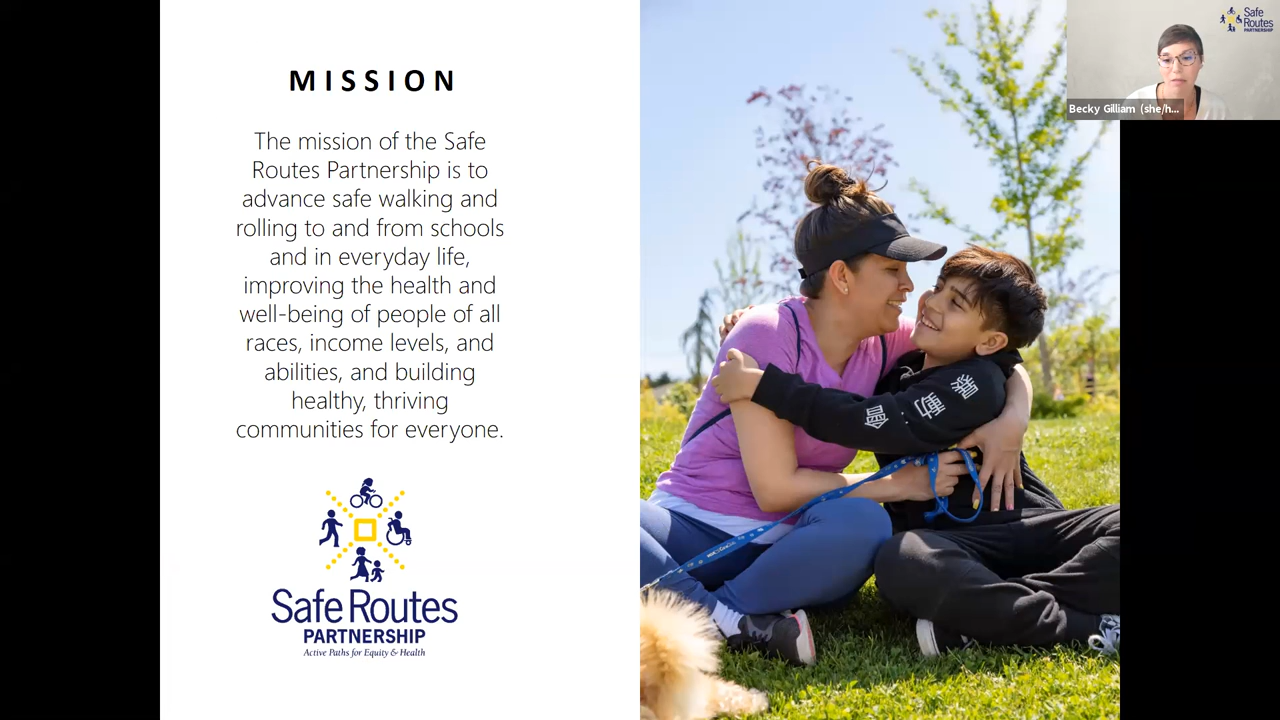 MISSION
The mission of the Safe
Routes Partnership is to
advance safe walking and
rolling to and from schools
and in everyday life,
improving the health and
well-being of people of all
races, income levels, and
abilities, and building
healthy, thriving
communities for everyone.
Safe Routes
PARTNERSHIP
Active Paths for Equity & Health
Safe
Routes
PARTNERSHIP
Becky Gilliam (she/h...